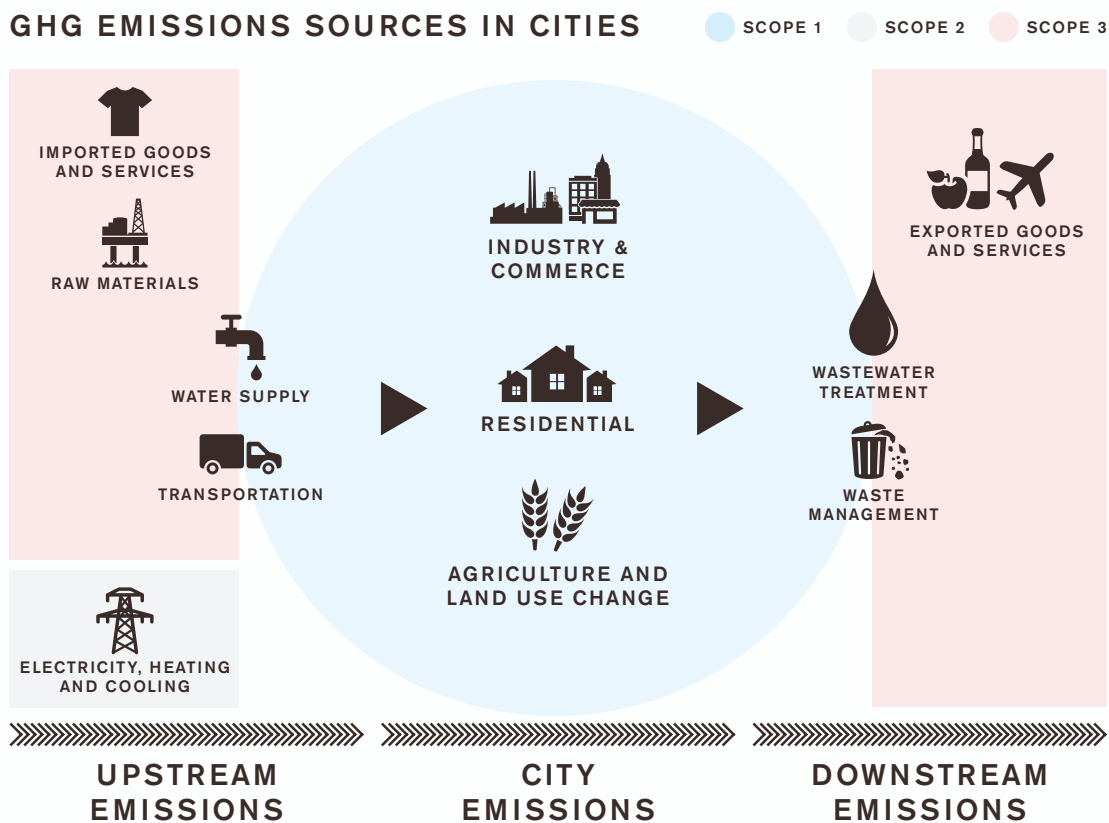 GHG EMISSIONS SOURCES IN CITIES
SCOPE 1
SCOPE 2
SCOPE 3
IMPORTED GOODS
AND SERVICES
RAW MATERIALS
WATER SUPPLY
TRANSPORTATION
ELECTRICITY, HEATING
AND COOLING
INDUSTRY &
COMMERCE
RESIDENTIAL
AGRICULTURE AND
LAND USE CHANGE
EXPORTED GOODS
AND SERVICES
WASTEWATER
TREATMENT
WASTE
MANAGEMENT
UPSTREAM
EMISSIONS
CITY
EMISSIONS
DOWNSTREAM
EMISSIONS